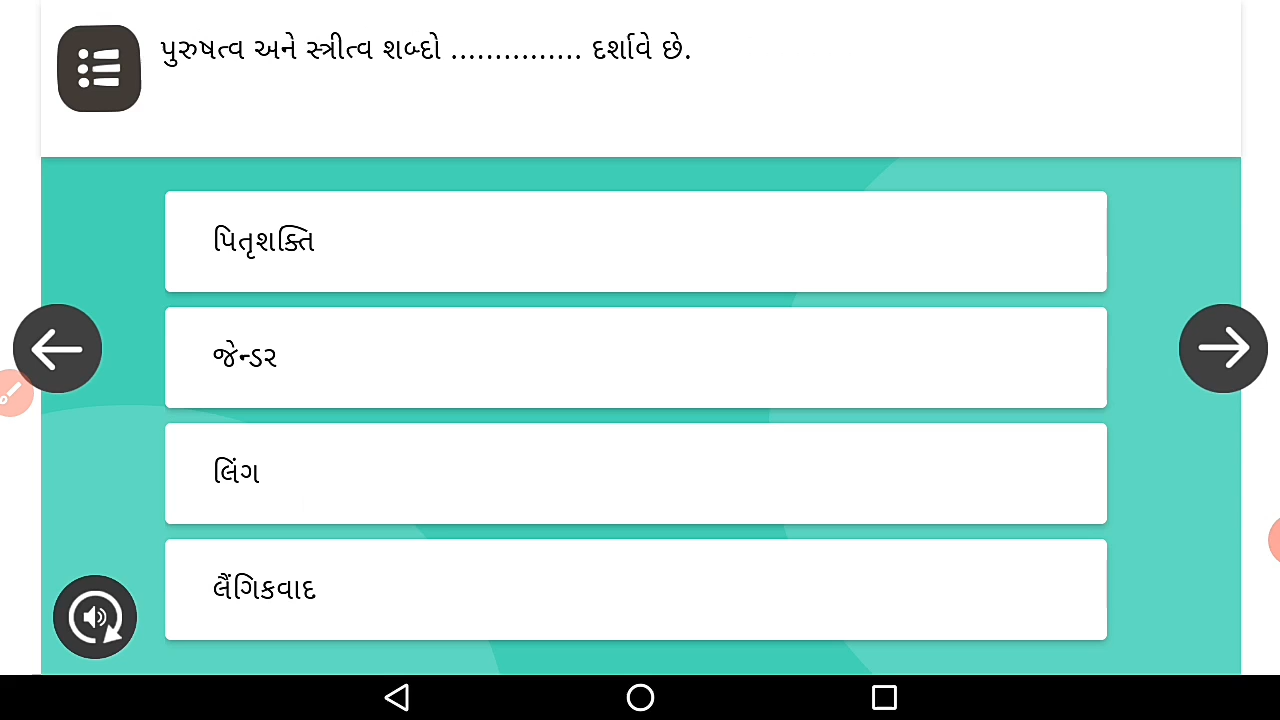 પુરુષત્વ અને સ્ત્રીત્વ શબ્દો ............... દર્શાવે છે.
પિતૃશક્તિ
જેન્ડર
લિંગ
લૈંગિકવાદ